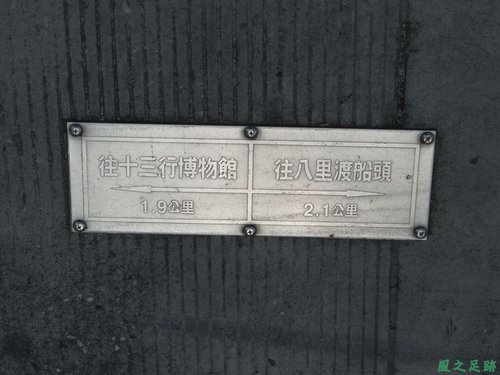 往十三行博物館
1.9公里
往八里渡船頭
2.1公里
風之足跡